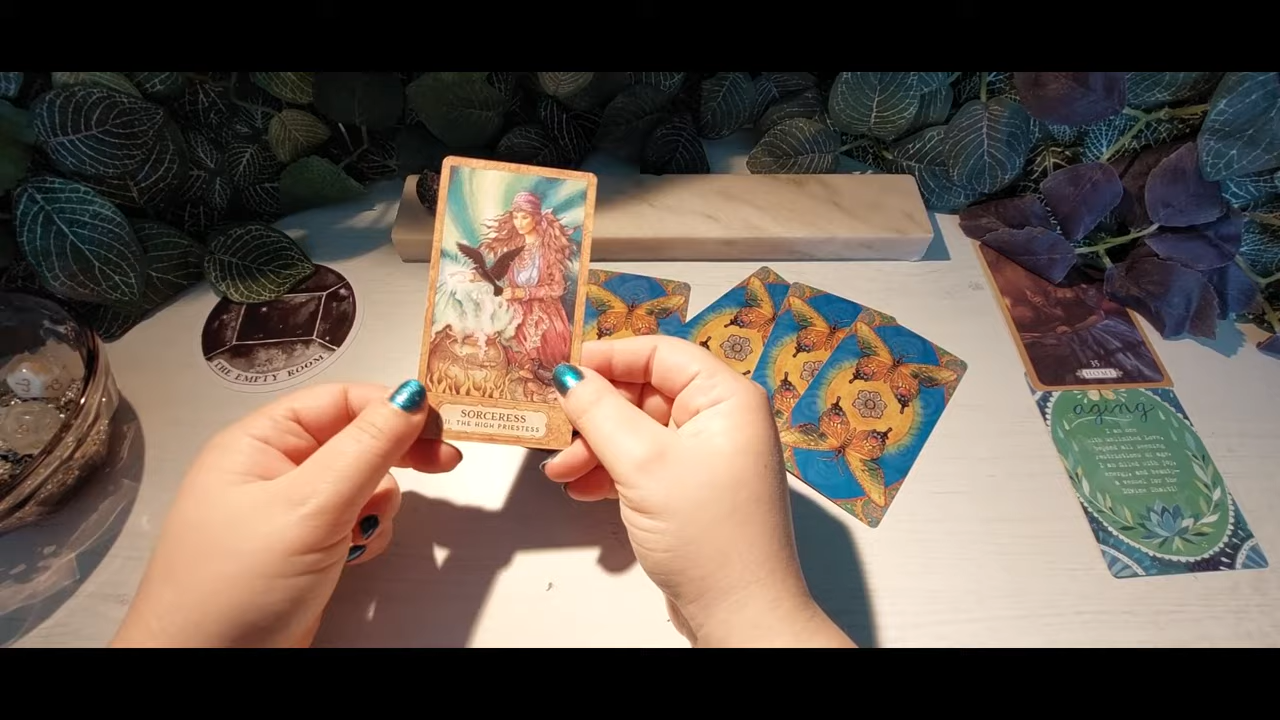 THE EMPTY ROOM
SORCERESS
II. THE HIGH PRIESTESS
35
HOME
aging
I am one
with unlimited Love,
beyond all seeming
restrictions of age.
I am filled with joy,
energy, and beauty—
a vessel for the
Divine Spirit!